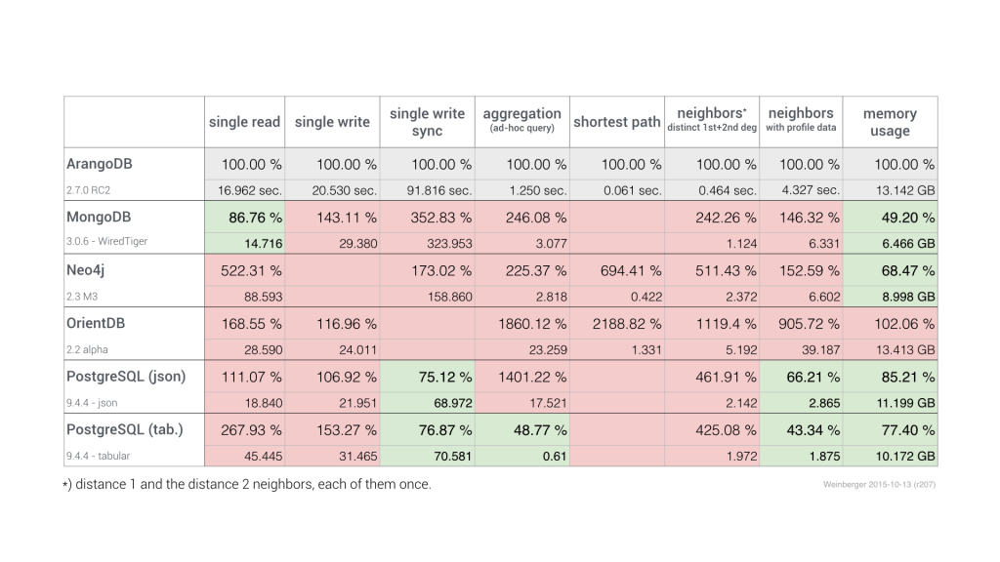 single read single write single write sync aggregation (ad-hoc query) shortest path neighbors* distinct 1st+2nd deg neighbors with profile data memory usage
ArangoDB 100.00 % 100.00 % 100.00 % 100.00 % 100.00 % 100.00 % 100.00 % 100.00 %
2.7.0 RC2 16.962 sec. 20.530 sec. 91.816 sec. 1.250 sec. 0.061 sec. 0.464 sec. 4.327 sec. 13.142 GB
MongoDB 86.76 % 143.11 % 352.83 % 246.08 % 242.26 % 146.32 % 49.20 %
3.0.6 - WiredTiger 14.716 29.380 323.953 3.077 1.124 6.331 6.466 GB
Neo4j 522.31 % 173.02 % 225.37 % 694.41 % 511.43 % 152.59 % 68.47 %
2.3 M3 88.593 158.860 2.818 0.422 2.372 6.602 8.998 GB
OrientDB 168.55 % 116.96 % 1860.12 % 2188.82 % 1119.4 % 905.72 % 102.06 %
2.2 alpha 28.590 24.011 23.259 1.331 5.192 39.187 13.413 GB
PostgreSQL (json) 111.07 % 106.92 % 75.12 % 1401.22 % 461.91 % 66.21 % 85.21 %
9.4.4 - json 18.840 21.951 68.972 17.521 2.142 2.865 11.199 GB
PostgreSQL (tab.) 267.93 % 153.27 % 76.87 % 48.77 % 425.08 % 43.34 % 77.40 %
9.4.4 - tabular 45.445 31.465 70.581 0.61 1.972 1.875 10.172 GB
*) distance 1 and the distance 2 neighbors, each of them once.
Weinberger 2015-10-13 (r207)